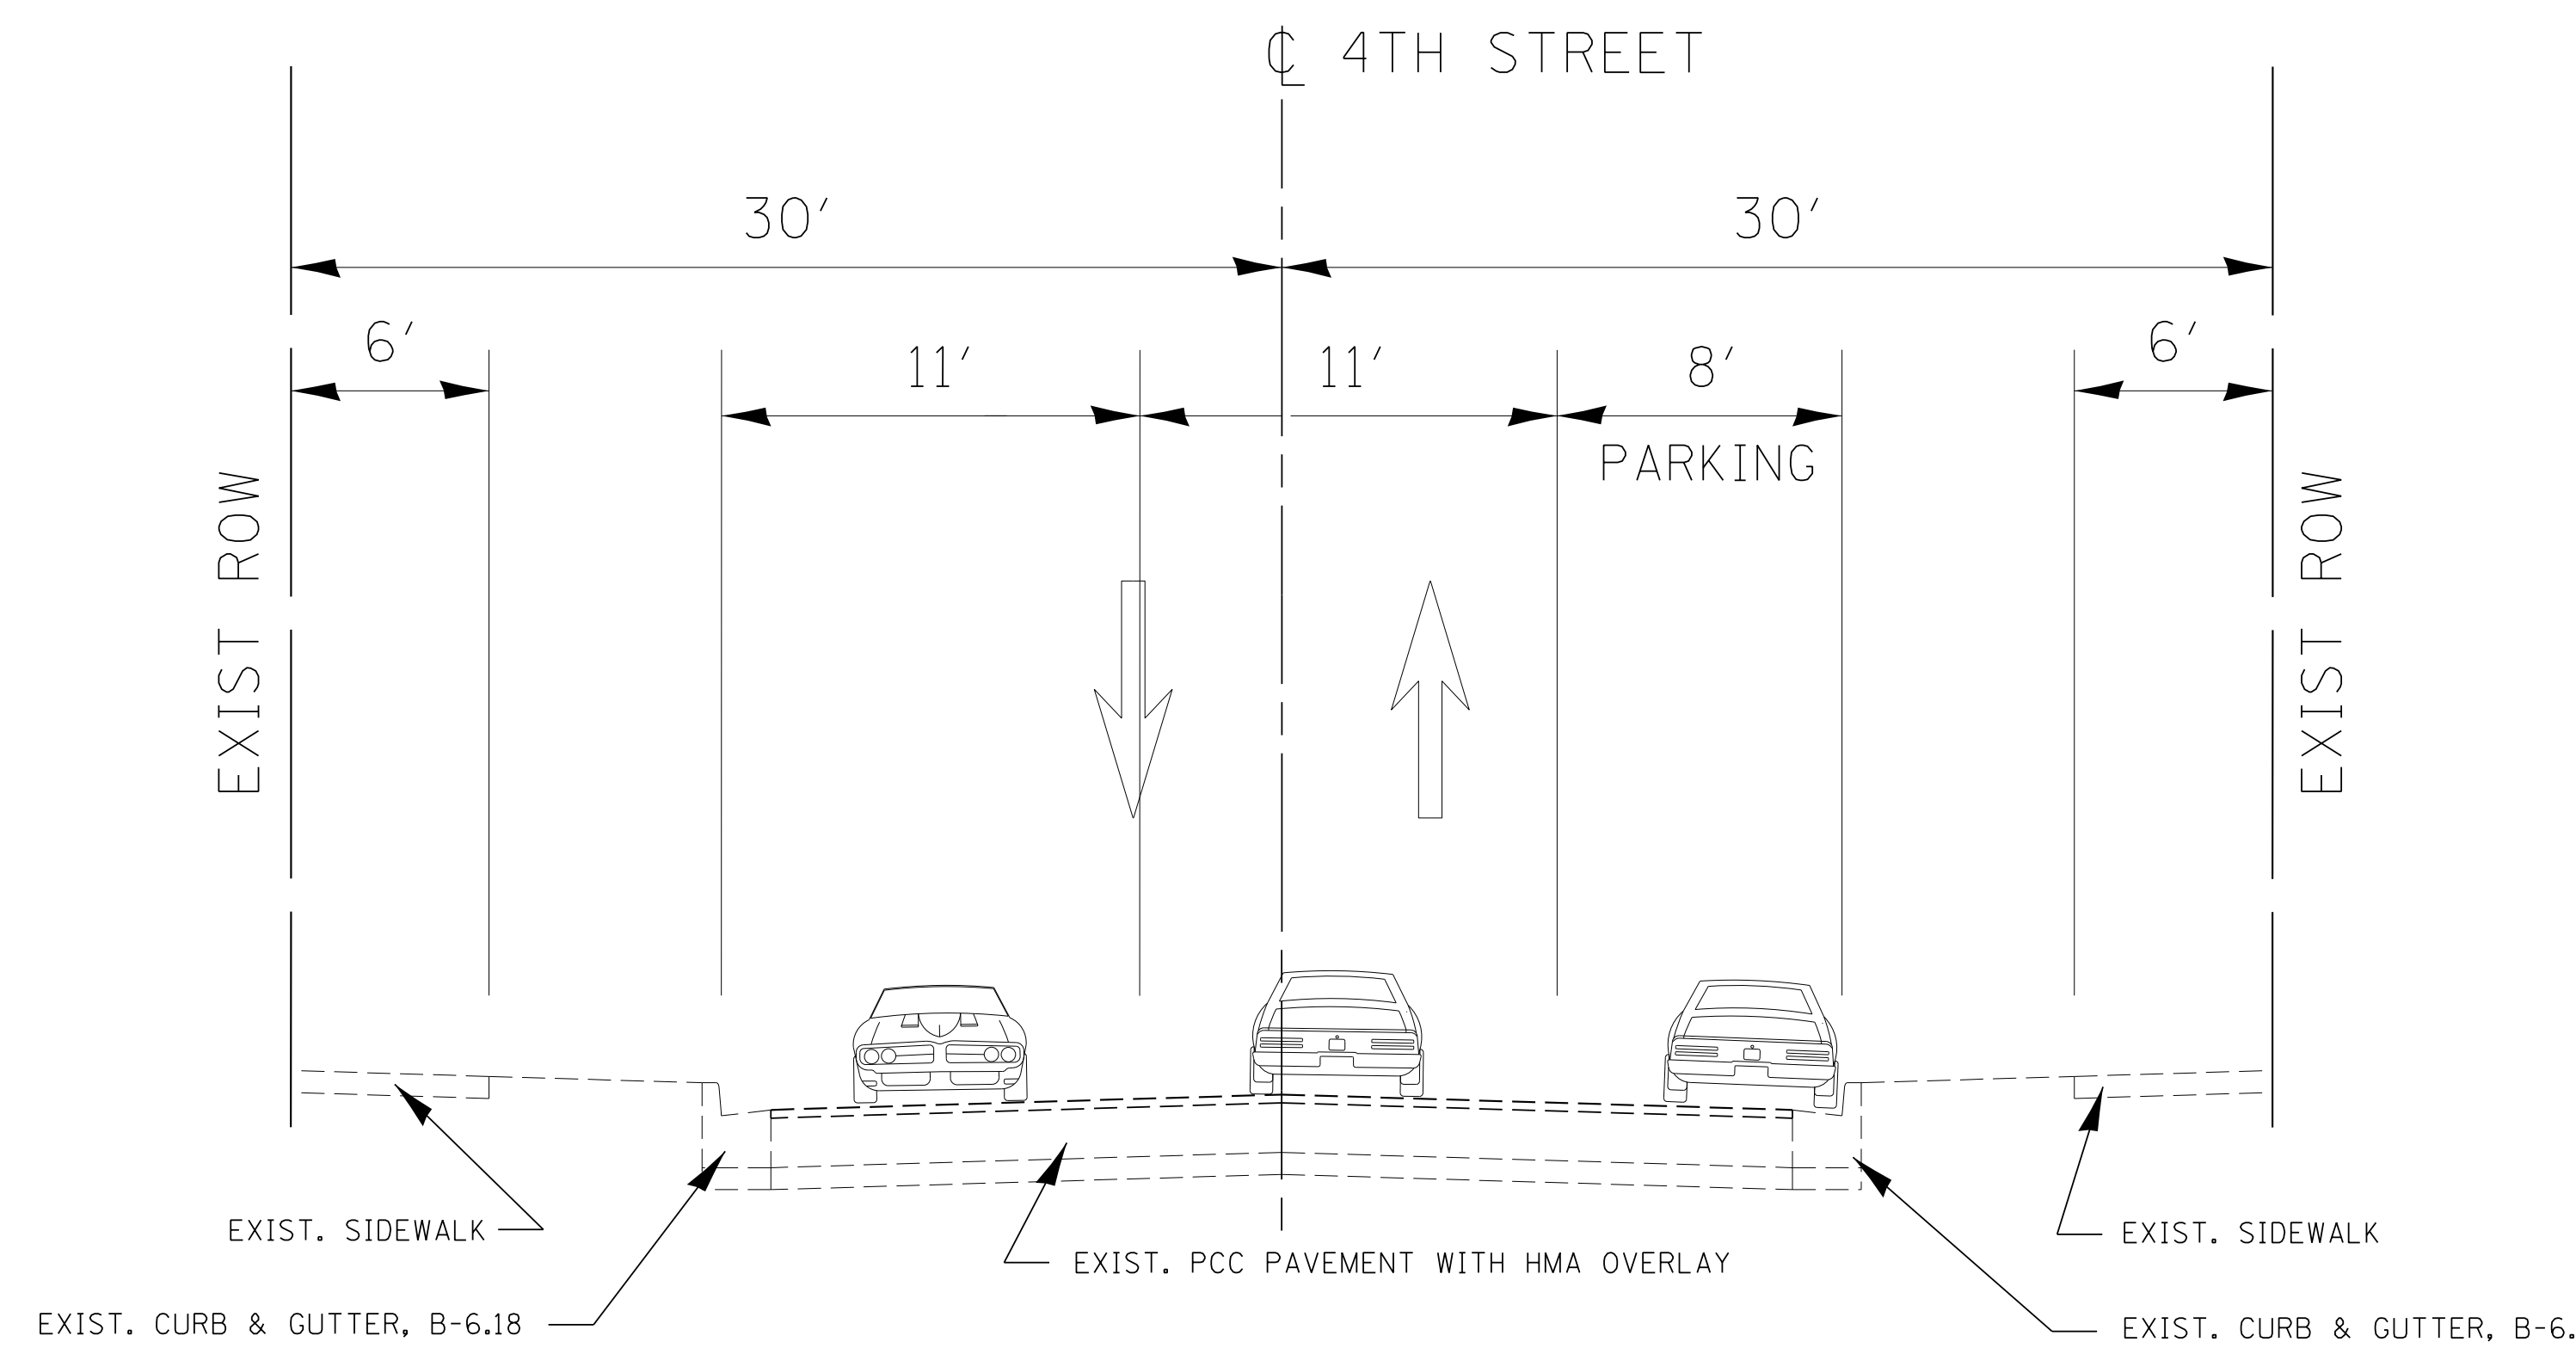 ℄ 4TH STREET
30' 30'
6' 11' 11' 8' 6'
PARKING
EXIST ROW
EXIST ROW
EXIST. SIDEWALK
EXIST. SIDEWALK
EXIST. PCC PAVEMENT WITH HMA OVERLAY
EXIST. CURB & GUTTER, B-6.18
EXIST. CURB & GUTTER, B-6.